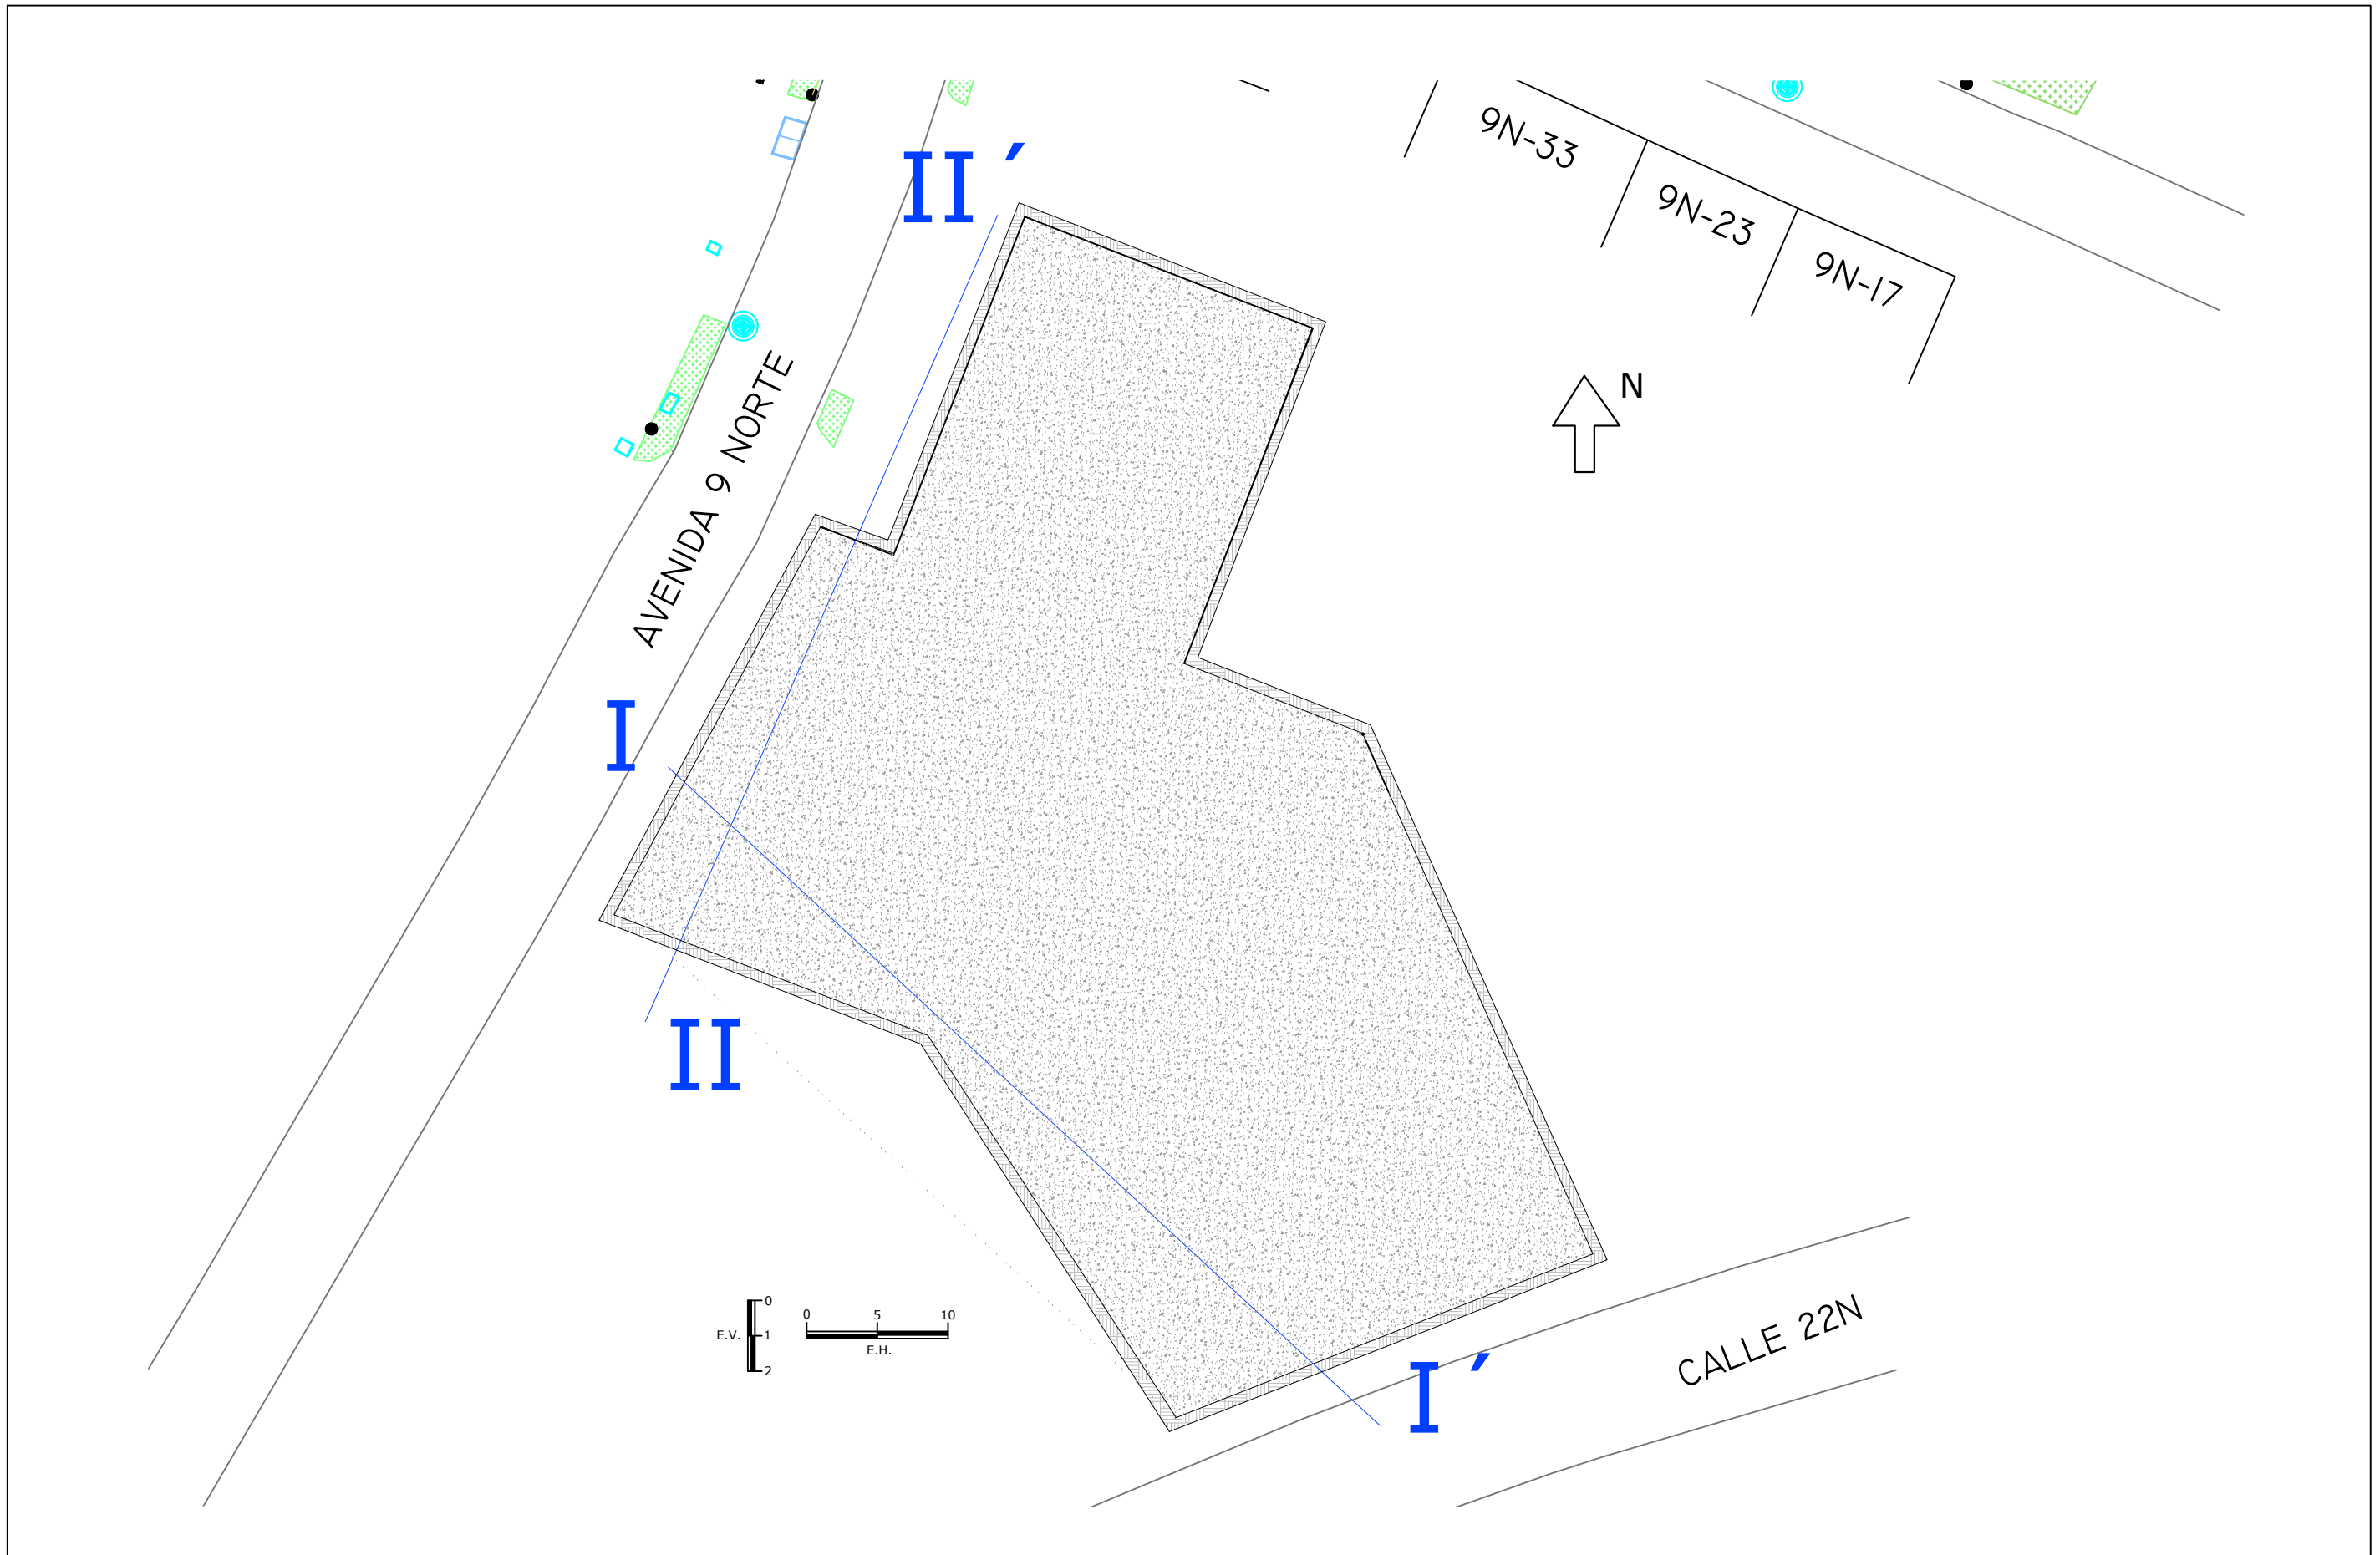 9N-33
9N-23
9N-17
II´
N
AVENIDA 9 NORTE
I
II
0
1
2
E.V.
0 5 10
E.H.
CALLE 22N
I´